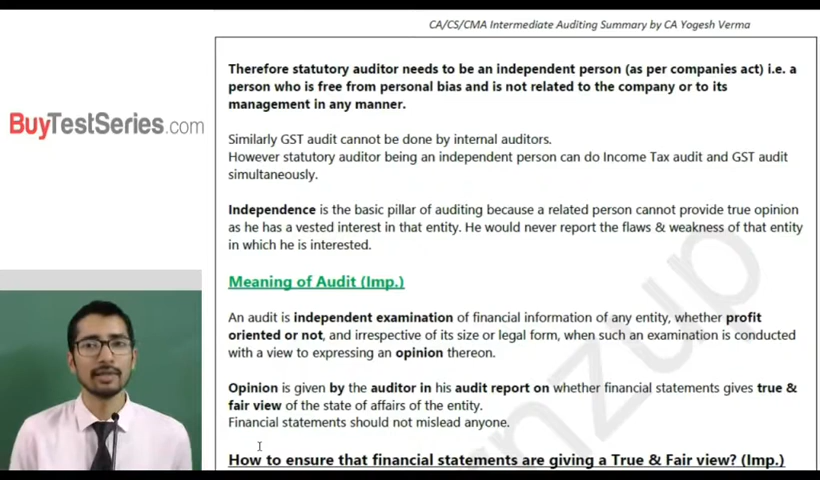 CA/CS/CMA Intermediate Auditing Summary by CA Yogesh Verma
BuyTestSeries.com
Therefore statutory auditor needs to be an independent person (as per companies act) i.e. a
person who is free from personal bias and is not related to the company or to its
management in any manner.
Similarly GST audit cannot be done by internal auditors.
However statutory auditor being an independent person can do Income Tax audit and GST audit
simultaneously.
Independence is the basic pillar of auditing because a related person cannot provide true opinion
as he has a vested interest in that entity. He would never report the flaws & weakness of that entity
in which he is interested.
Meaning of Audit (Imp.)
An audit is independent examination of financial information of any entity, whether profit
oriented or not, and irrespective of its size or legal form, when such an examination is conducted
with a view to expressing an opinion thereon.
Opinion is given by the auditor in his audit report on whether financial statements gives true &
fair view of the state of affairs of the entity.
Financial statements should not mislead anyone.
How to ensure that financial statements are giving a True & Fair view? (Imp.)